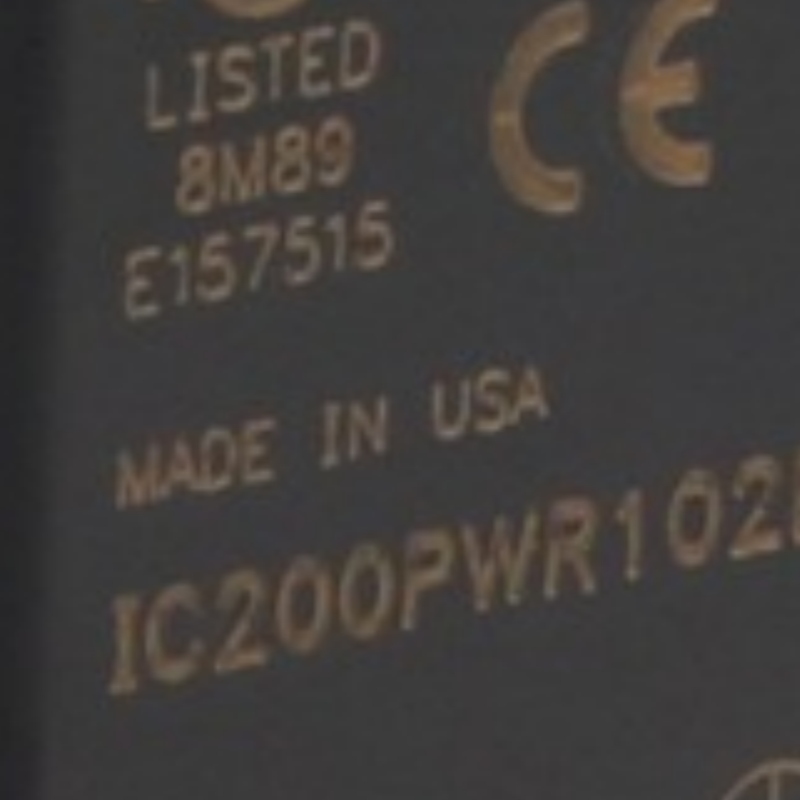 LISTED
CE
8M89
E157515
MADE IN USA
IC200PWR102